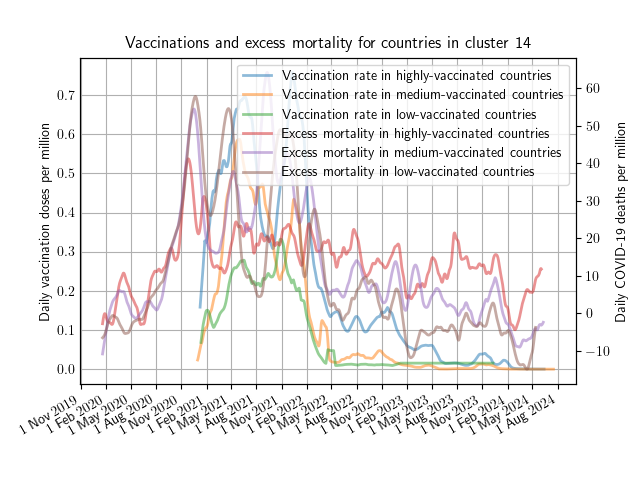 Vaccinations and excess mortality for countries in cluster 14
Vaccination rate in highly-vaccinated countries
Vaccination rate in medium-vaccinated countries
Vaccination rate in low-vaccinated countries
Excess mortality in highly-vaccinated countries
Excess mortality in medium-vaccinated countries
Excess mortality in low-vaccinated countries
Daily vaccination doses per million
0.7
0.6
0.5
0.4
0.3
0.2
0.1
0.0
Daily COVID-19 deaths per million
60
50
40
30
20
10
0
−10
1 Nov 2019
1 Feb 2020
1 May 2020
1 Aug 2020
1 Nov 2020
1 Feb 2021
1 May 2021
1 Aug 2021
1 Nov 2021
1 Feb 2022
1 May 2022
1 Aug 2022
1 Nov 2022
1 Feb 2023
1 May 2023
1 Aug 2023
1 Nov 2023
1 Feb 2024
1 May 2024
1 Aug 2024